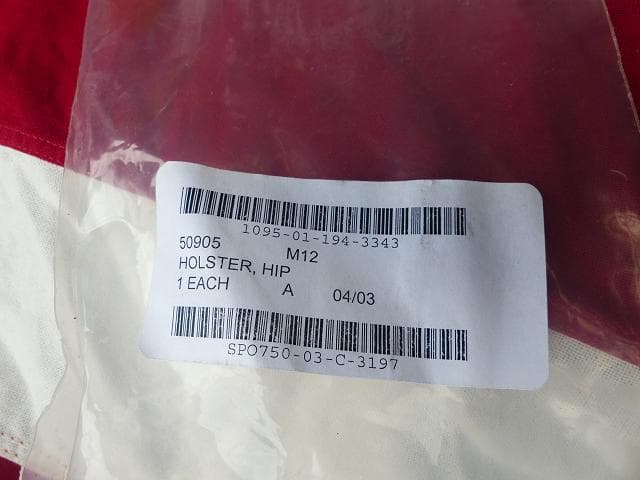 1095-01-194-3343
50905 M12
HOLSTER, HIP
1 EACH A 04/03
SPO750-03-C-3197